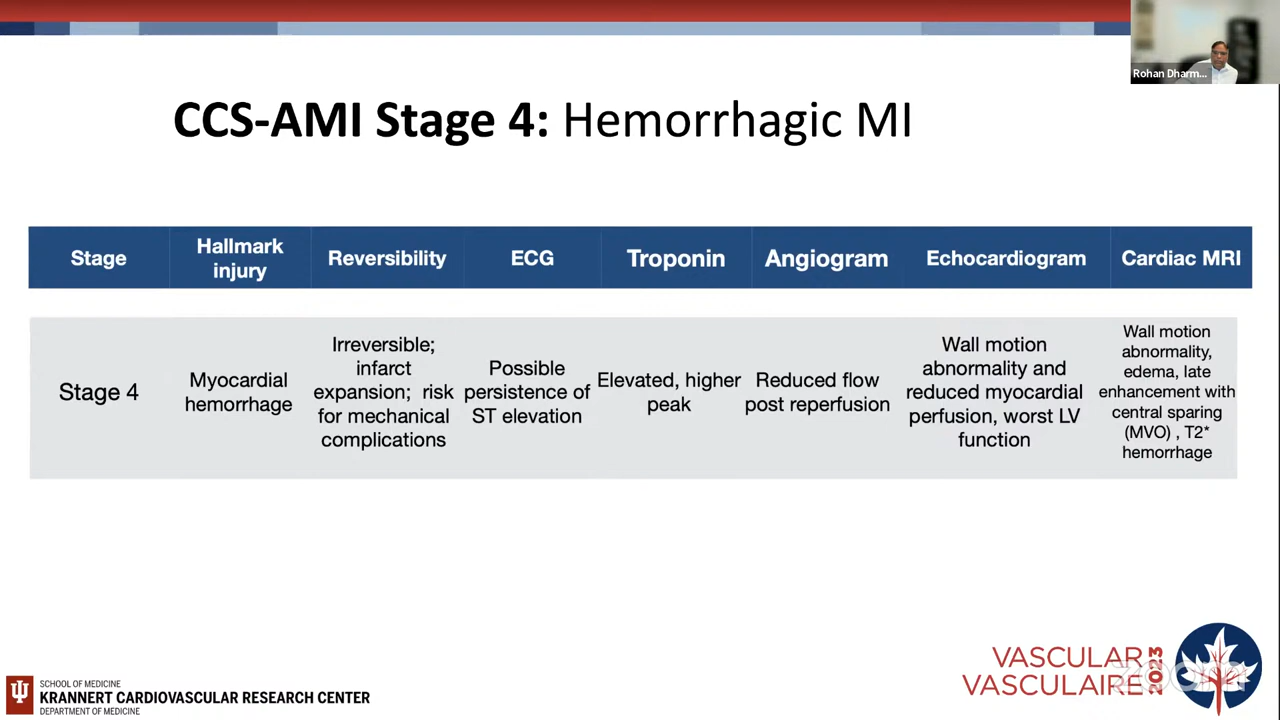 Rohan Dharm...
CCS-AMI Stage 4: Hemorrhagic MI
Stage
Hallmark
injury
Reversibility
ECG
Troponin
Angiogram
Echocardiogram
Cardiac MRI
Stage 4
Myocardial
hemorrhage
Irreversible;
infarct
expansion; risk
for mechanical
complications
Possible
persistence of
ST elevation
Elevated, higher
peak
Reduced flow
post reperfusion
Wall motion
abnormality and
reduced myocardial
perfusion, worst LV
function
Wall motion
abnormality,
edema, late
enhancement with
central sparing
(MVO) , T2*
hemorrhage
SCHOOL OF MEDICINE
KRANNERT CARDIOVASCULAR RESEARCH CENTER
DEPARTMENT OF MEDICINE
VASCULAR
VASCULAIRE
2023
zoom